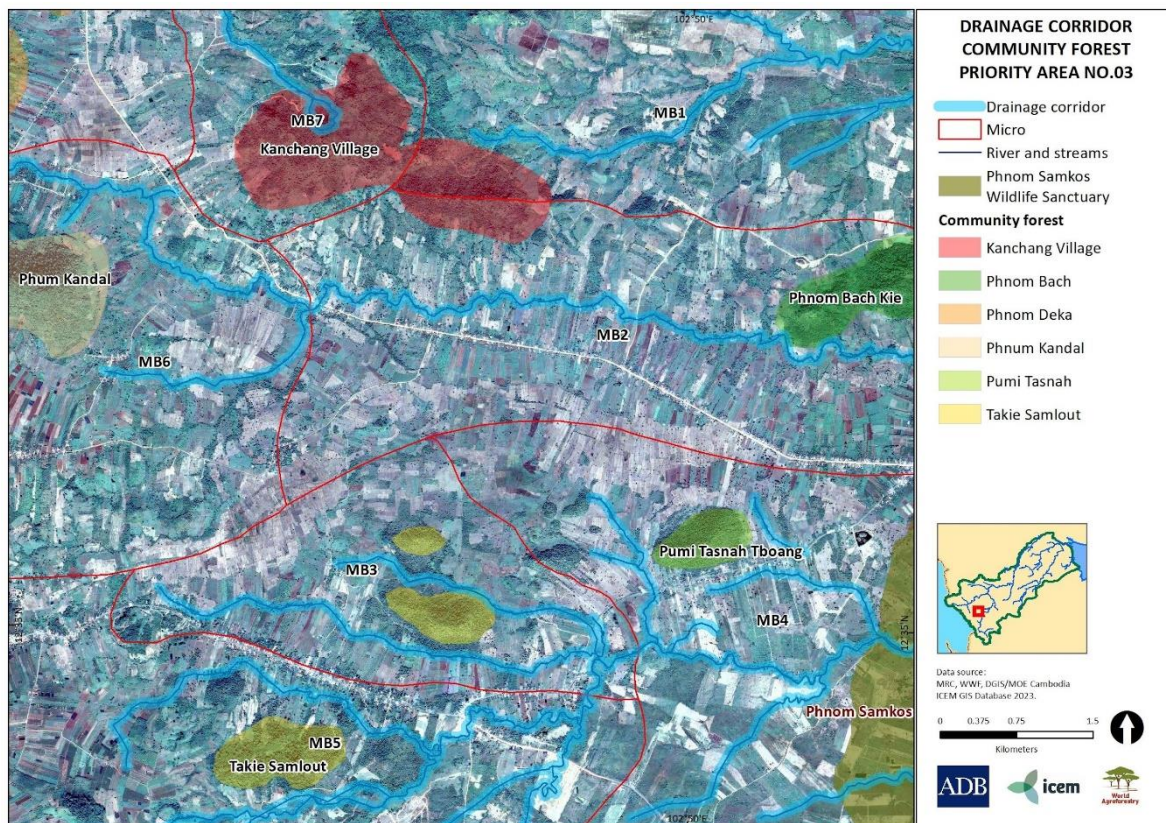 102°50'E
MB1
MB7
Kanchang Village
Phum Kandal
Phnom Bach Kie
MB2
MB6
Pumi Tasnah Tboang
MB3
MB4
12°35'N
12°35'N
Phnom Samkos
MB5
Takie Samlout
102°50'E
DRAINAGE CORRIDOR
COMMUNITY FOREST
PRIORITY AREA NO.03
Drainage corridor
Micro
River and streams
Phnom Samkos
Wildlife Sanctuary
Community forest
Kanchang Village
Phnom Bach
Phnom Deka
Phnum Kandal
Pumi Tasnah
Takie Samlout
Data source:
MRC, WWF, DGIS/MOE Cambodia
ICEM GIS Database 2023.
0 0.375 0.75 1.5
Kilometers
ADB
icem
World
Agroforestry